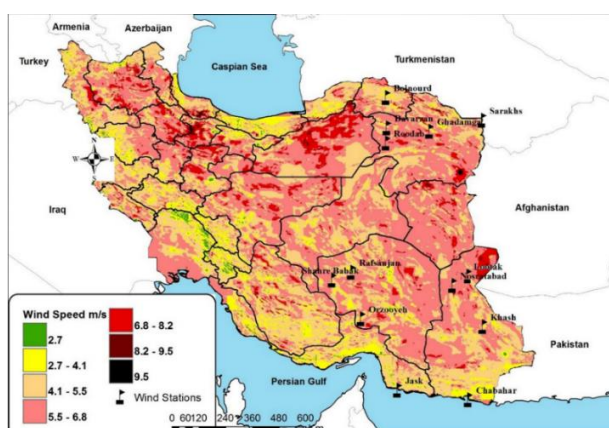 Armenia
Azerbaijan
Turkey
Caspian Sea
Turkmenistan
Bojnourd
Sarakhs
Davarzan
Ghadamgah
Roodab
N
W
E
S
Iraq
Afghanistan
Rafsanjan
Shahre Babak
Orzooyeh
Khash
Pakistan
Persian Gulf
Jask
Chabahar
Wind Speed m/s
2.7
2.7 - 4.1
4.1 - 5.5
5.5 - 6.8
6.8 - 8.2
8.2 - 9.5
9.5
Wind Stations
0 60120 240 360 480 600